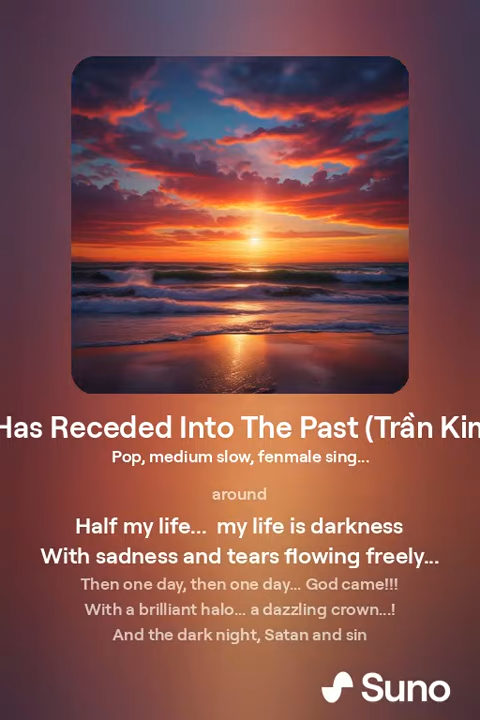 Has Receded Into The Past (Trần Kin
Pop, medium slow, fenmale sing...
around
Half my life... my life is darkness
With sadness and tears flowing freely...
Then one day, then one day... God came!!!
With a brilliant halo... a dazzling crown...!
And the dark night, Satan and sin
Suno